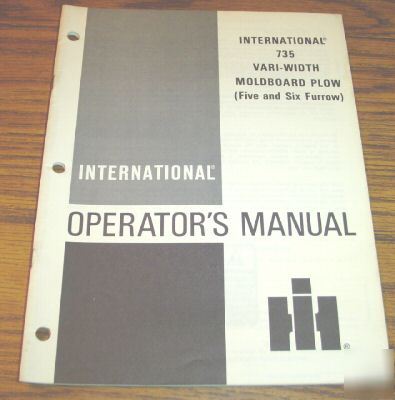 INTERNATIONAL®
735
VARI-WIDTH
MOLDBOARD PLOW
(Five and Six Furrow)
INTERNATIONAL®
OPERATOR'S MANUAL
IH
®